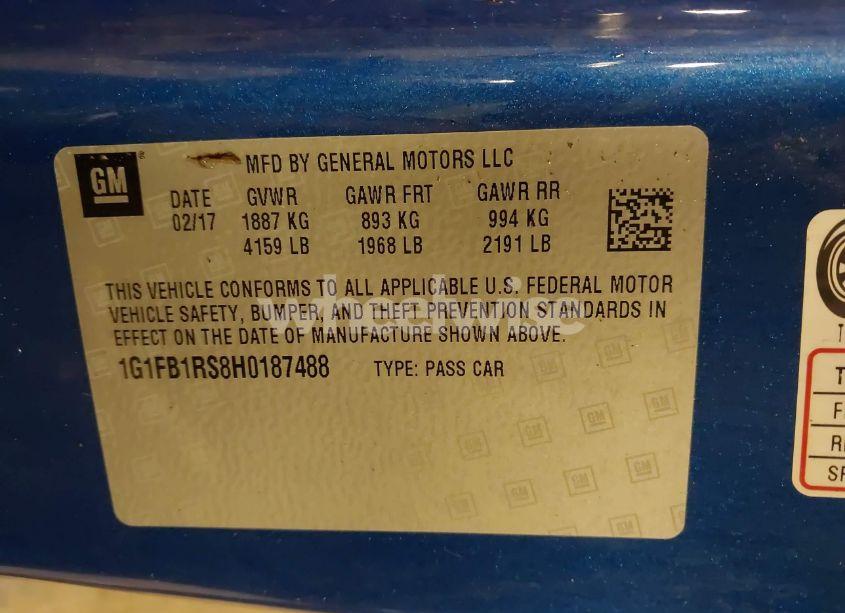 GM
MFD BY GENERAL MOTORS LLC
DATE GVWR GAWR FRT GAWR RR
02/17 1887 KG 893 KG 994 KG
4159 LB 1968 LB 2191 LB
THIS VEHICLE CONFORMS TO ALL APPLICABLE U.S. FEDERAL MOTOR
VEHICLE SAFETY, BUMPER, AND THEFT PREVENTION STANDARDS IN
EFFECT ON THE DATE OF MANUFACTURE SHOWN ABOVE.
1G1FB1RS8H0187488 TYPE: PASS CAR